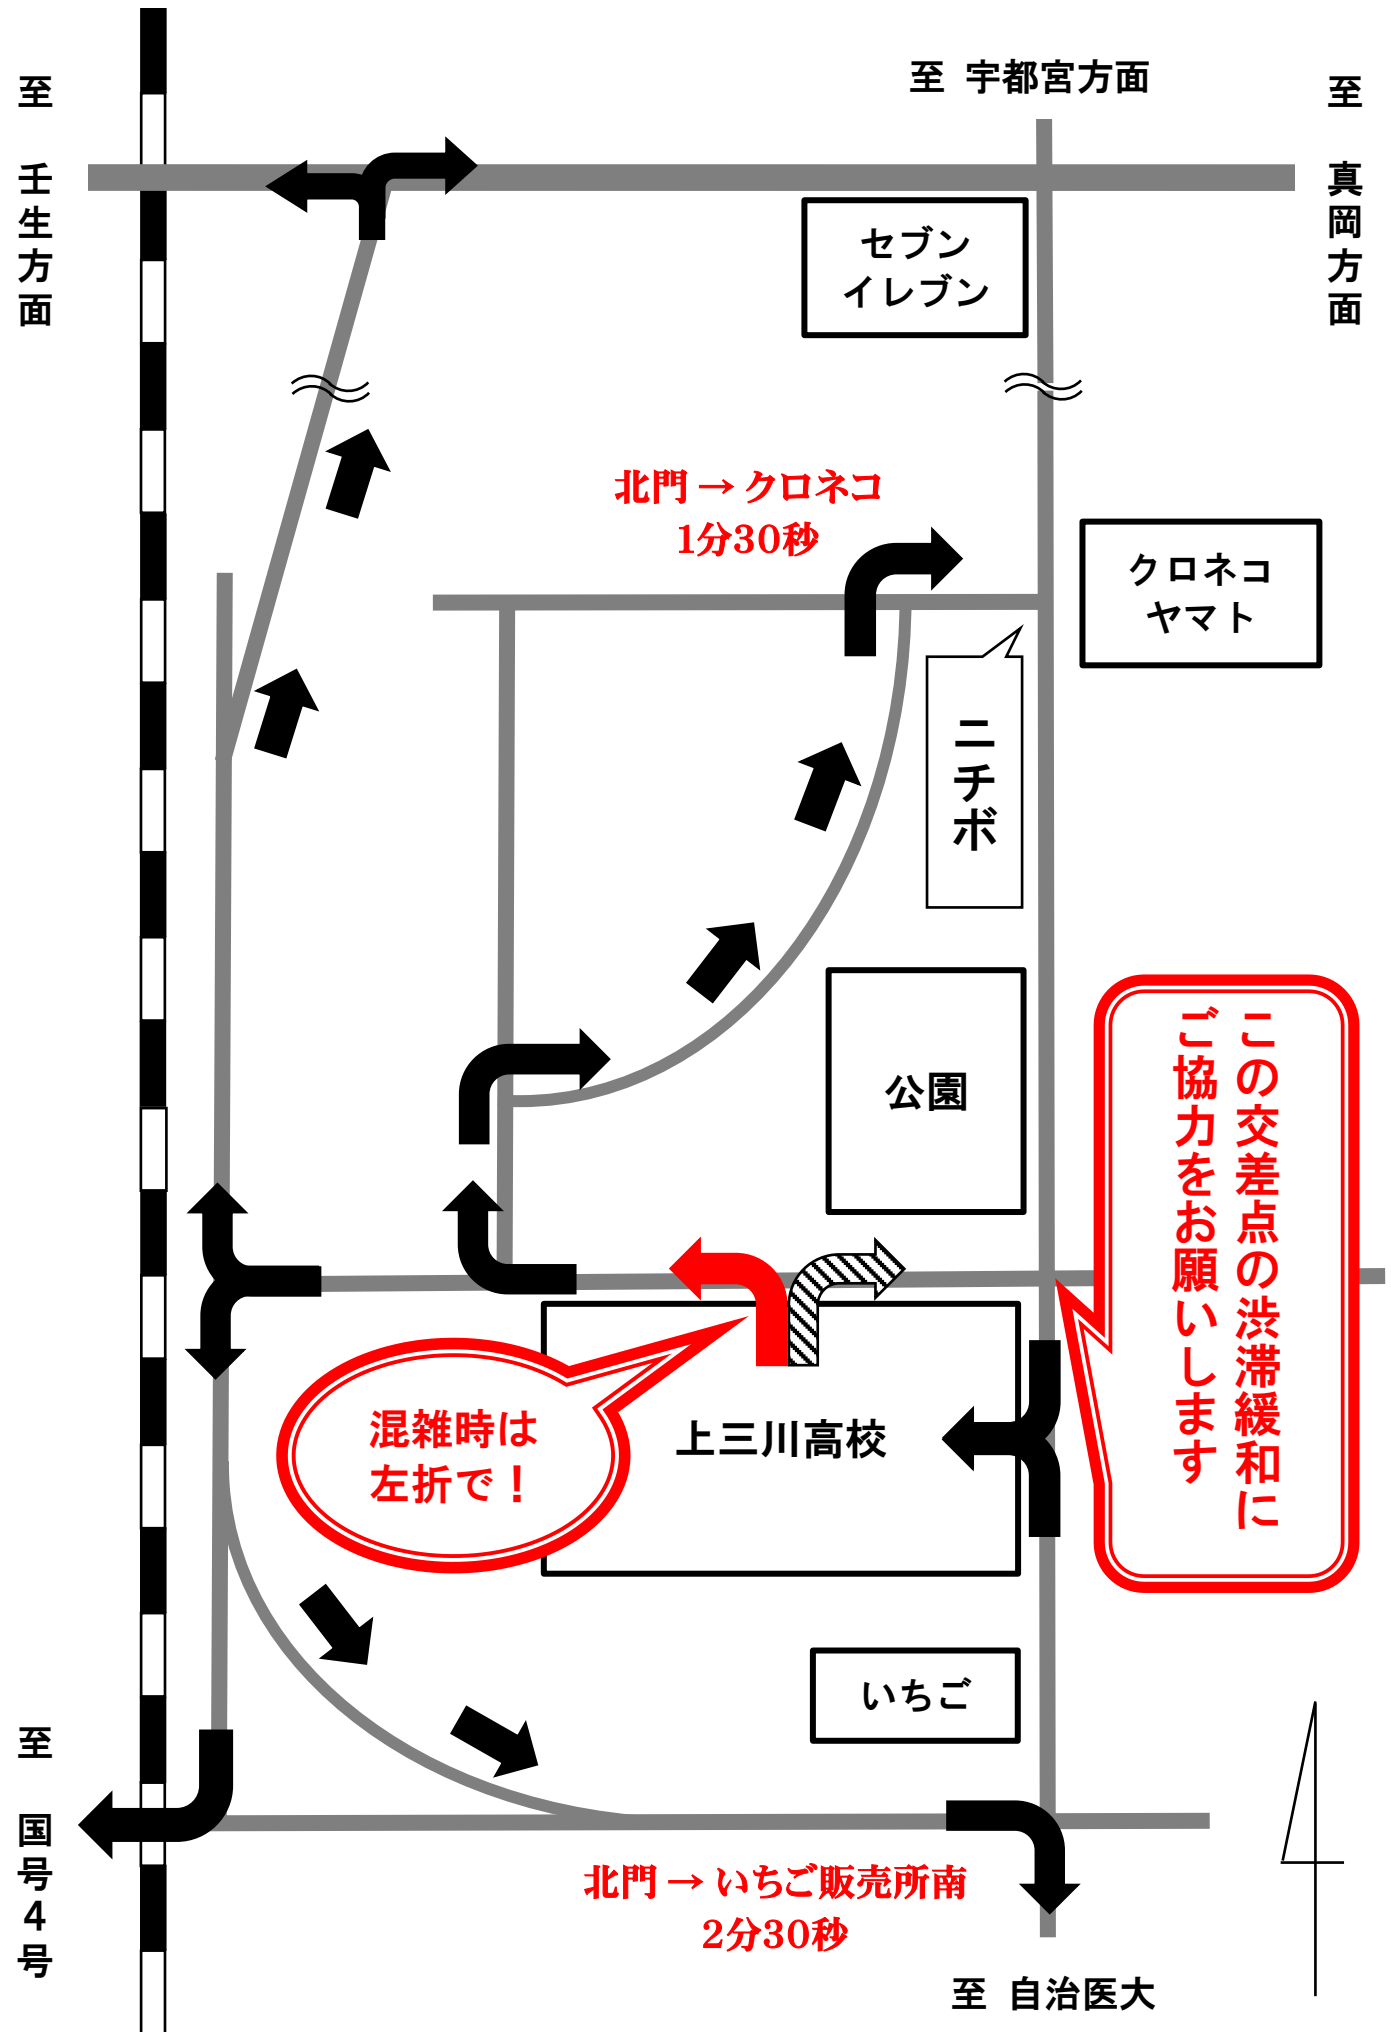 至 宇都宮方面
至 壬生方面
至 真岡方面
セブン
イレブン
北門 → クロネコ
1分30秒
クロネコ
ヤマト
ニチボ
公園
この交差点の渋滞緩和に
ご協力をお願いします
混雑時は
左折で！
上三川高校
いちご
至 国号4号
北門 → いちご販売所南
2分30秒
至 自治医大